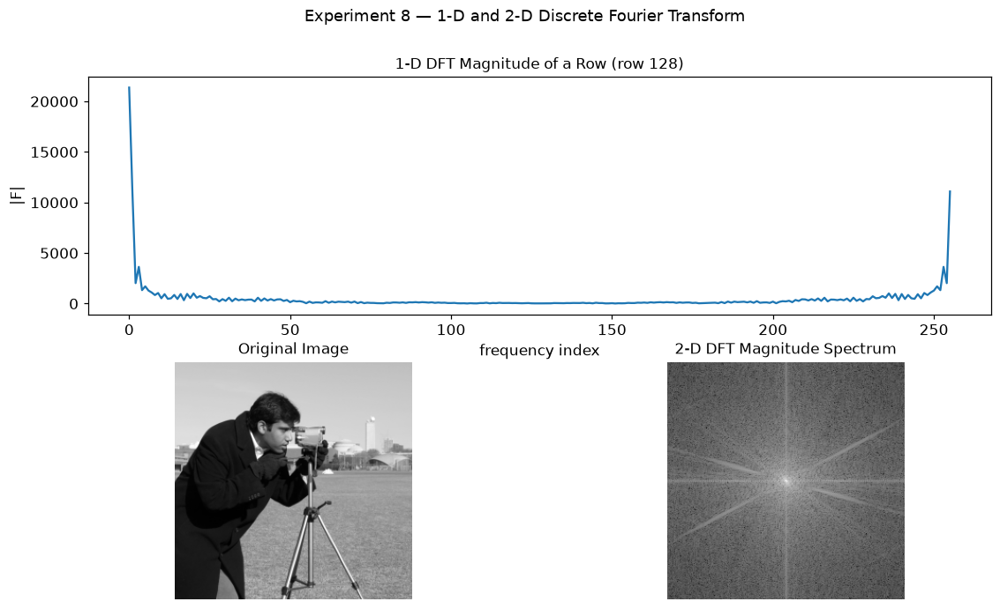 Experiment 8 — 1-D and 2-D Discrete Fourier Transform
1-D DFT Magnitude of a Row (row 128)
|F|
20000
15000
10000
5000
0
0 50 100 150 200 250
frequency index
Original Image
2-D DFT Magnitude Spectrum